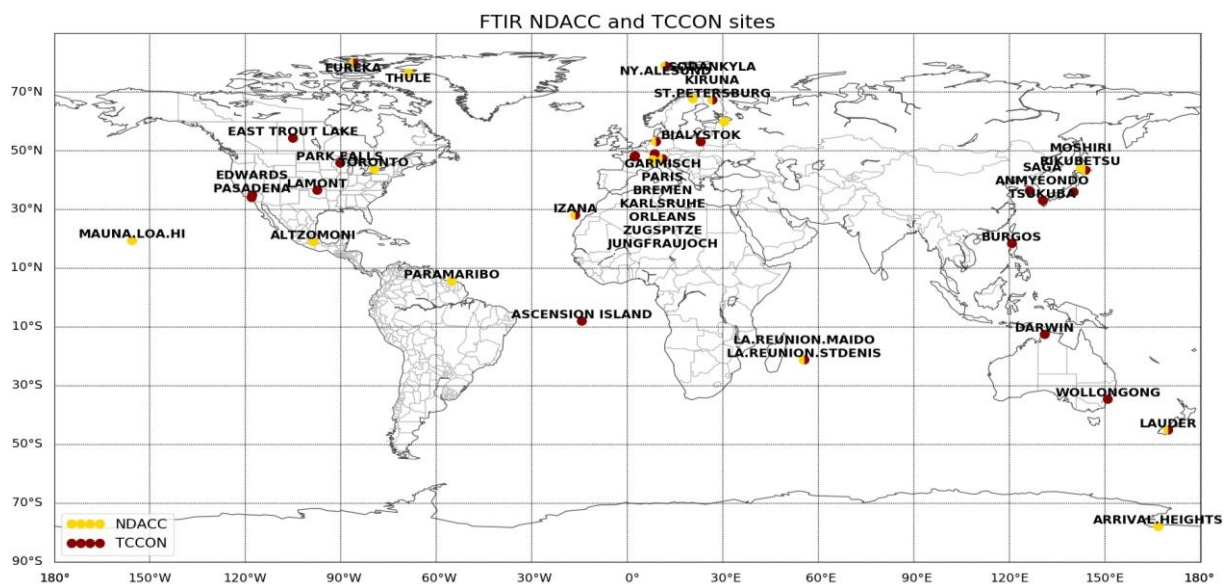 FTIR NDACC and TCCON sites
EUREKA
THULE
NY.ALESUND
SODANKYLA
KIRUNA
ST.PETERSBURG
70°N
EAST TROUT LAKE
BIALYSTOK
50°N
PARK FALLS
TORONTO
MOSHIRI
RIKUBETSU
EDWARDS
PASADENA
LAMONT
GARMISCH
PARIS
BREMEN
KARLSRUHE
ORLEANS
ZUGSPITZE
JUNGFRAUJOCH
SAGA
ANMYEONDO
TSUKUBA
30°N
IZANA
MAUNA.LOA.HI
ALTZOMONI
BURGOS
10°N
PARAMARIBO
ASCENSION ISLAND
10°S
DARWIN
LA.REUNION.MAIDO
LA.REUNION.STDENIS
30°S
WOLLONGONG
LAUDER
50°S
70°S
NDACC
TCCON
ARRIVAL.HEIGHTS
90°S
180° 150°W 120°W 90°W 60°W 30°W 0° 30°E 60°E 90°E 120°E 150°E 180°